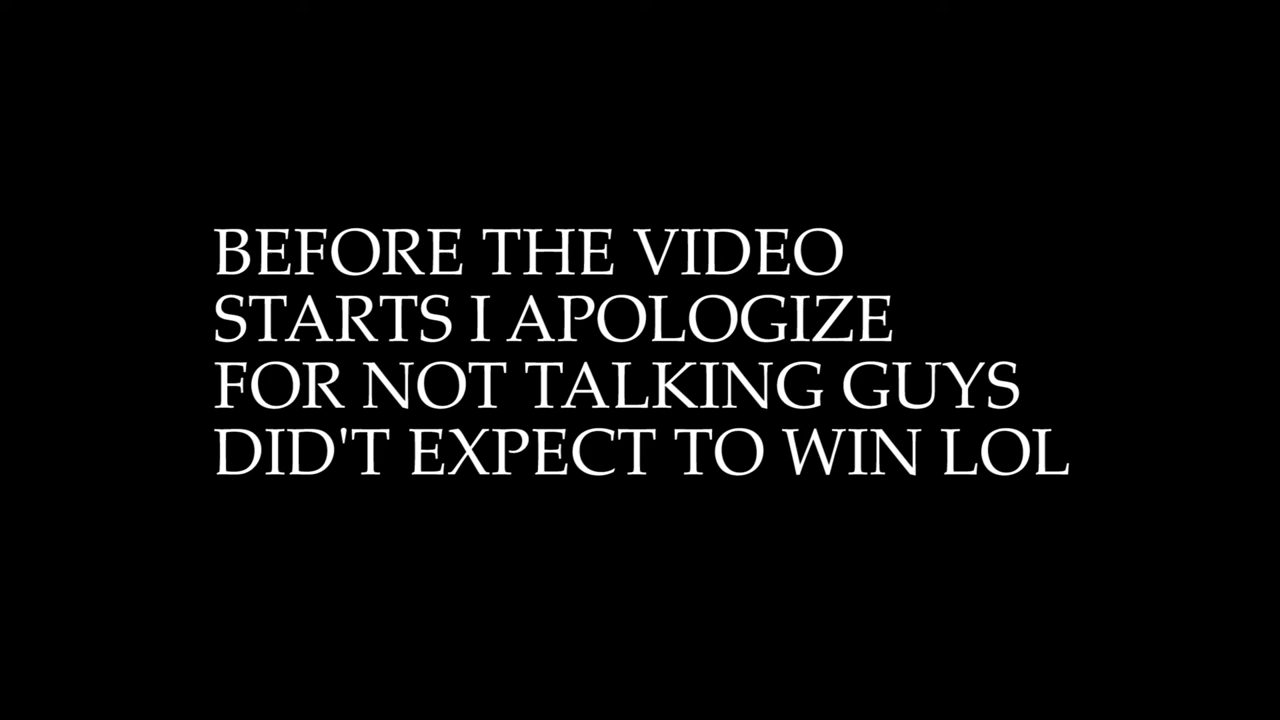 BEFORE THE VIDEO
STARTS I APOLOGIZE
FOR NOT TALKING GUYS
DID'T EXPECT TO WIN LOL